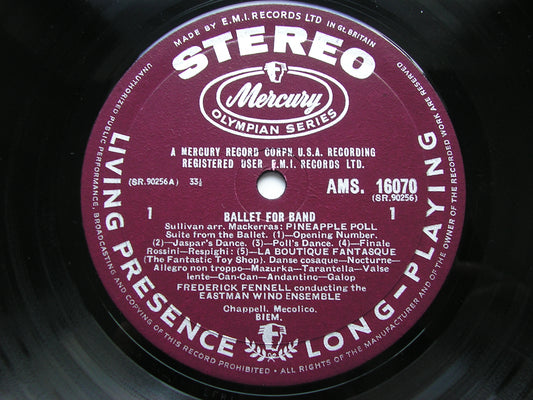 MADE BY E.M.I. RECORDS LTD IN GT. BRITAIN
STEREO
Mercury
OLYMPIAN SERIES
A MERCURY RECORD CORPN U.S.A. RECORDING
REGISTERED USER E.M.I. RECORDS LTD.
(SR.90256A) 33⅓
AMS. 16070
(SR.90256)
1 BALLET FOR BAND 1
Sullivan arr. Mackerras: PINEAPPLE POLL
Suite from the Ballet. (1)—Opening Number.
(2)—Jaspar's Dance. (3)—Poll's Dance. (4)—Finale
Rossini—Respighi: (5)—LA BOUTIQUE FANTASQUE
(The Fantastic Toy Shop). Danse cosaque—Nocturne—
Allegro non troppo—Mazurka—Tarantella—Valse
lente—Can-Can—Andantino—Galop
FREDERICK FENNELL conducting the
EASTMAN WIND ENSEMBLE
Chappell. Mecolico.
BIEM.
LIVING PRESENCE
LONG-PLAYING
UNAUTHORIZED PUBLIC PERFORMANCE, BROADCASTING AND COPYING OF THIS RECORD PROHIBITED • ALL RIGHTS OF THE MANUFACTURER AND OF THE OWNER OF THE RECORDED WORK ARE RESERVED